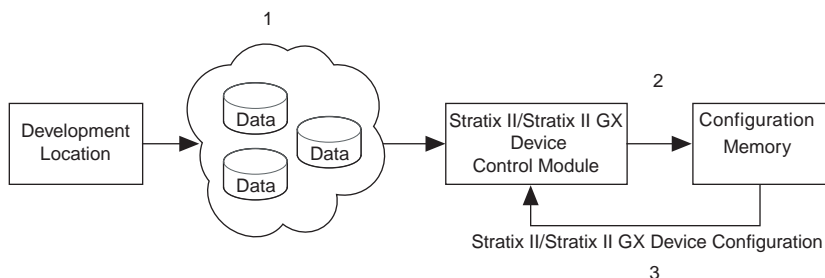 1
Development
Location
Data
Data
Data
Stratix II/Stratix II GX
Device
Control Module
2
Configuration
Memory
Stratix II/Stratix II GX Device Configuration
3